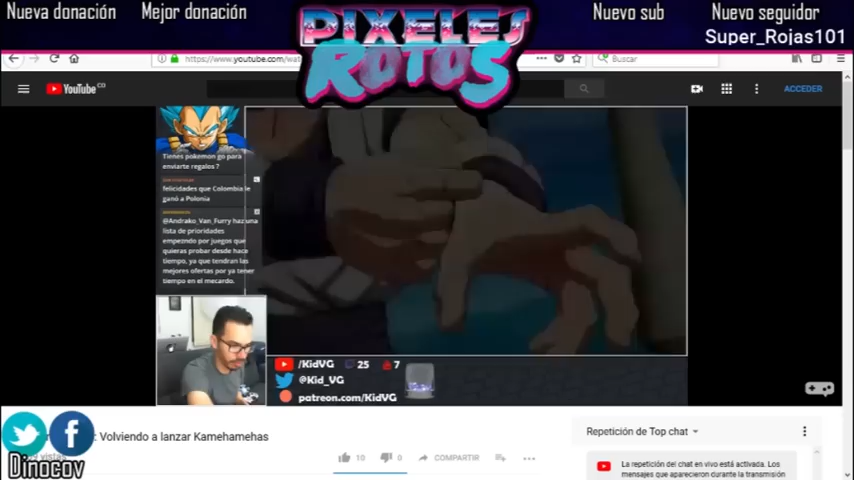 Nueva donación
Mejor donación
Nuevo sub
Nuevo seguidor
Super_Rojas101
PIXELES
ROTOS
https://www.youtube.com/wat
Buscar
YouTube CO
ACCEDER
Tienes pokemon go para
enviarte regalos ?
felicidades que Colombia le
ganó a Polonia
@Andrako_Van_Furry haz una
lista de prioridades
empezndo por juegos que
quieras probar desde hace
tiempo, ya que tendran las
mejores ofertas por ya tener
tiempo en el mecardo.
/KidVG 25 7
@Kid_VG
patreon.com/KidVG
: Volviendo a lanzar Kamehamehas
vistas
10 0 COMPARTIR
Dinocov
Repetición de Top chat
La repetición del chat en vivo está activada. Los
mensajes que aparecieron durante la transmisión